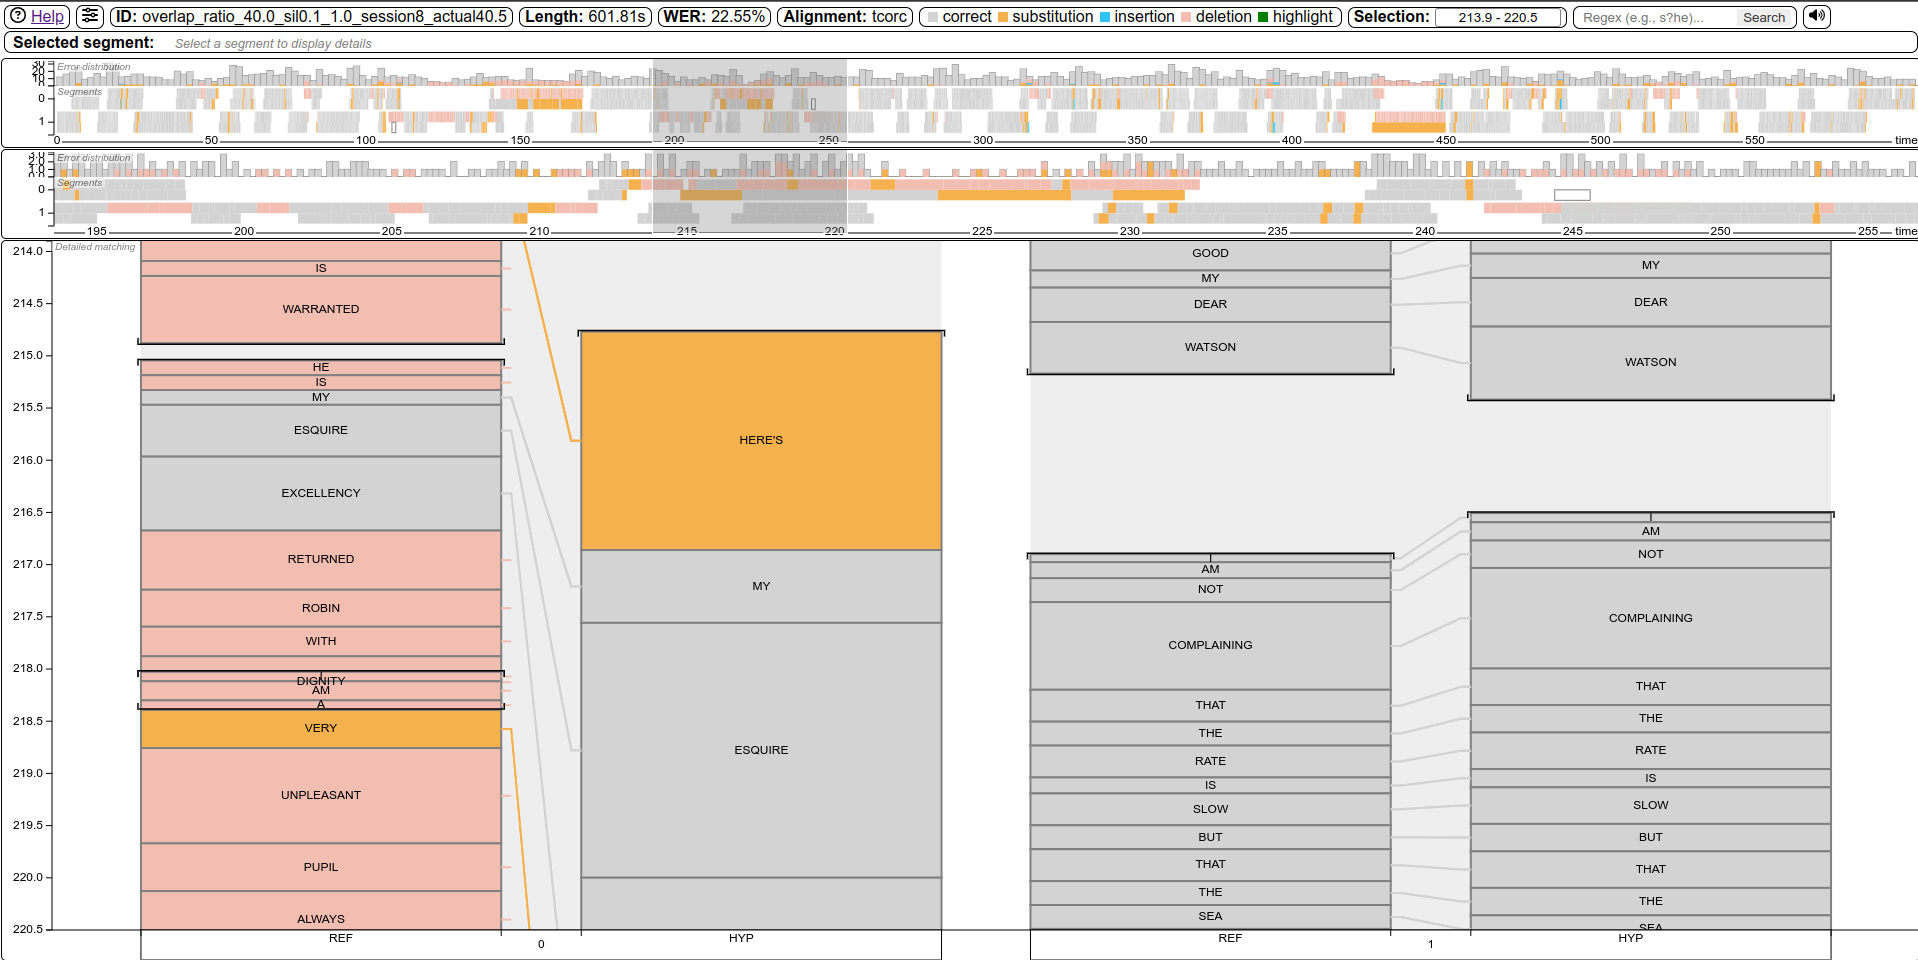 Help ID: overlap_ratio_40.0_sil0.1_1.0_session8_actual40.5 Length: 601.81s WER: 22.55% Alignment: tcorc correct substitution insertion deletion highlight Selection: 213.9 - 220.5 Regex (e.g., s?he)... Search
Selected segment: Select a segment to display details
Error distribution
Segments
0
1
0 50 100 150 200 250 300 350 400 450 500 550 time
Error distribution
Segments
0
1
195 200 205 210 215 220 225 230 235 240 245 250 255 time
Detailed matching
214.0
214.5
215.0
215.5
216.0
216.5
217.0
217.5
218.0
218.5
219.0
219.5
220.0
220.5
IS
WARRANTED
HE
IS
MY
ESQUIRE
EXCELLENCY
RETURNED
ROBIN
WITH
DIGNITY
I
AM
A
VERY
UNPLEASANT
PUPIL
ALWAYS
HERE'S
MY
ESQUIRE
GOOD
MY
DEAR
WATSON
I
AM
NOT
COMPLAINING
THAT
THE
RATE
IS
SLOW
BUT
THAT
THE
SEA
MY
DEAR
WATSON
I
AM
NOT
COMPLAINING
THAT
THE
RATE
IS
SLOW
BUT
THAT
THE
SEA
REF 0 HYP
REF 1 HYP